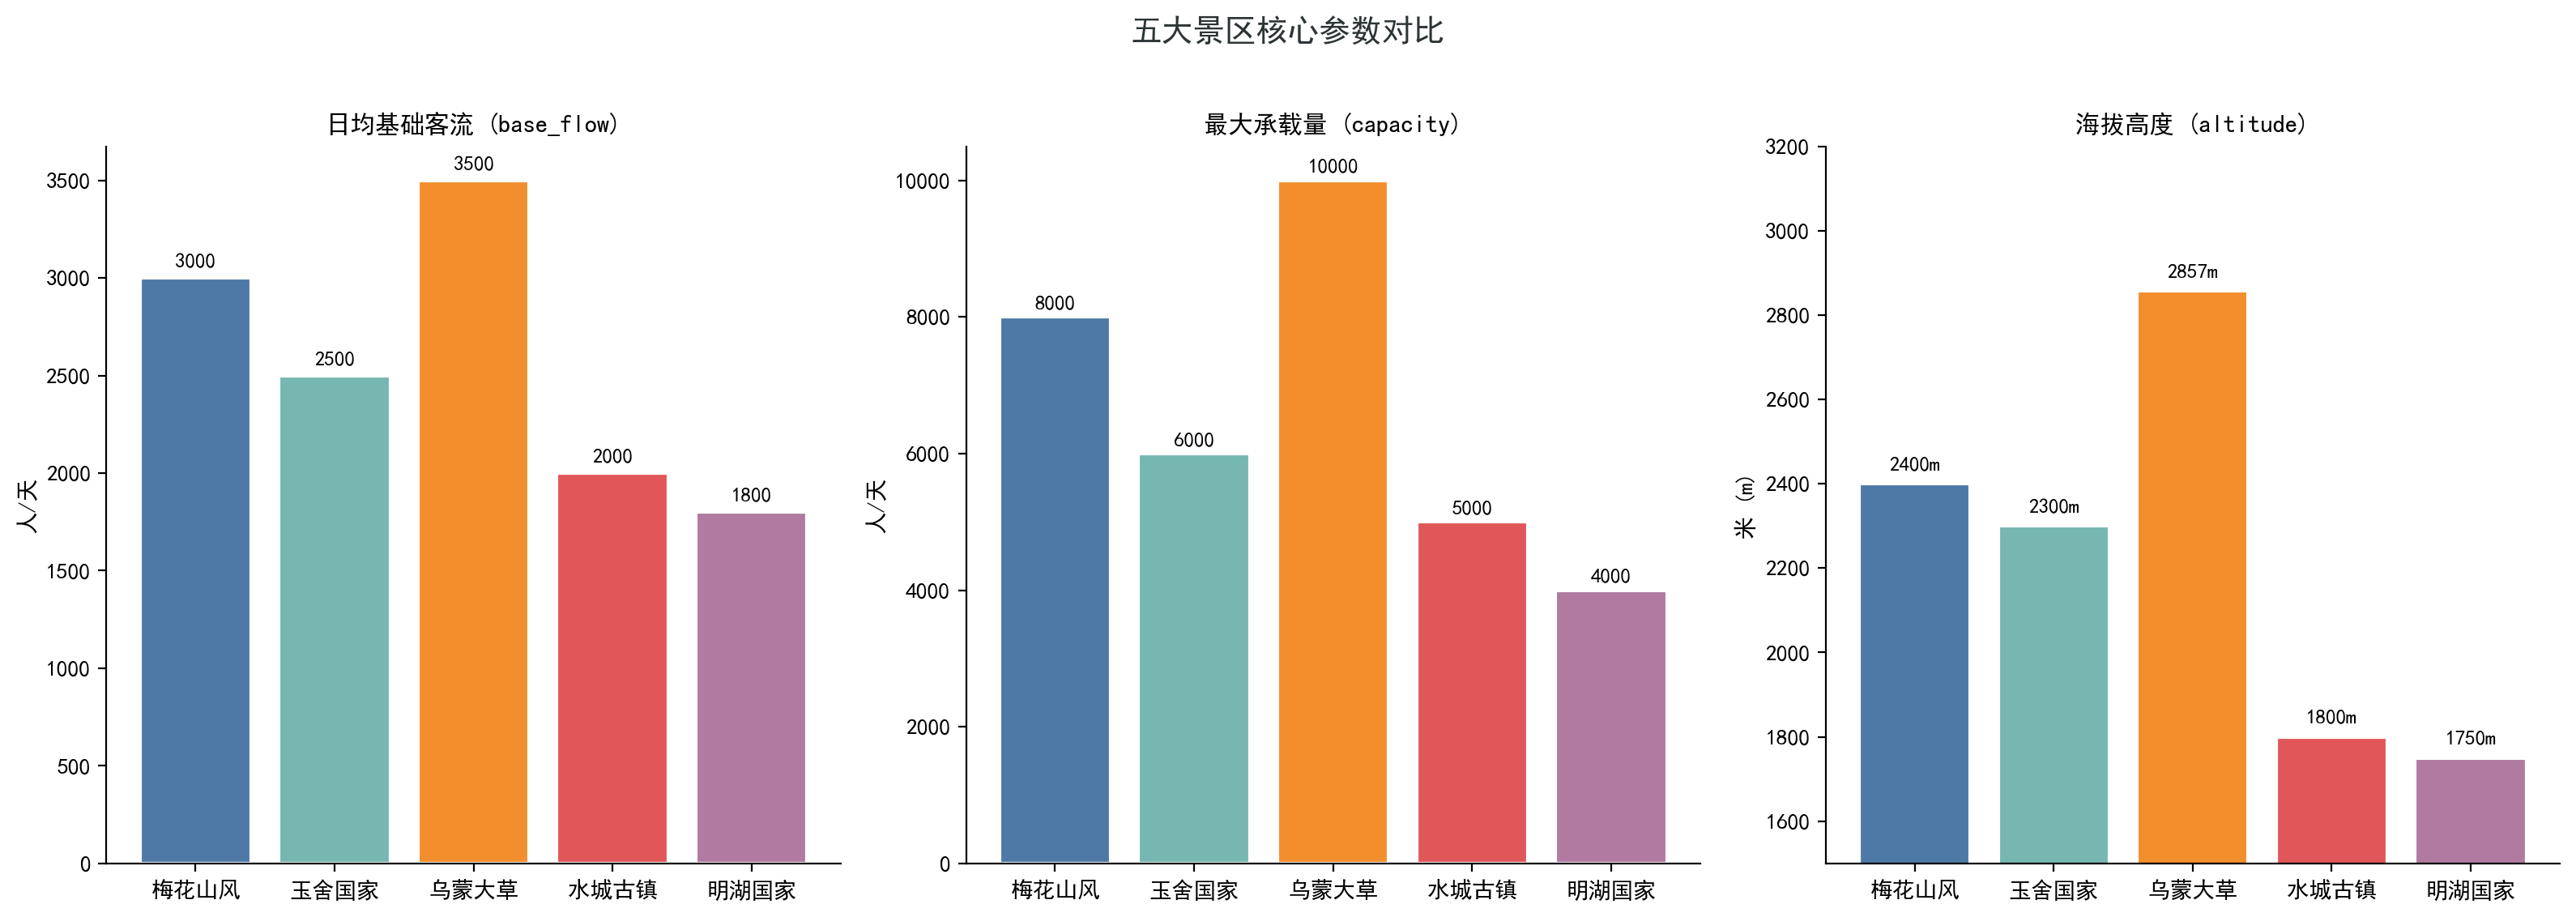 五大景区核心参数对比
日均基础客流 (base_flow)
人/天
3500
3000
2500
2000
1500
1000
500
0
3000
2500
3500
2000
1800
梅花山风 玉舍国家 乌蒙大草 水城古镇 明湖国家
最大承载量 (capacity)
人/天
10000
8000
6000
4000
2000
0
8000
6000
10000
5000
4000
梅花山风 玉舍国家 乌蒙大草 水城古镇 明湖国家
海拔高度 (altitude)
米 (m)
3200
3000
2800
2600
2400
2200
2000
1800
1600
2400m
2300m
2857m
1800m
1750m
梅花山风 玉舍国家 乌蒙大草 水城古镇 明湖国家